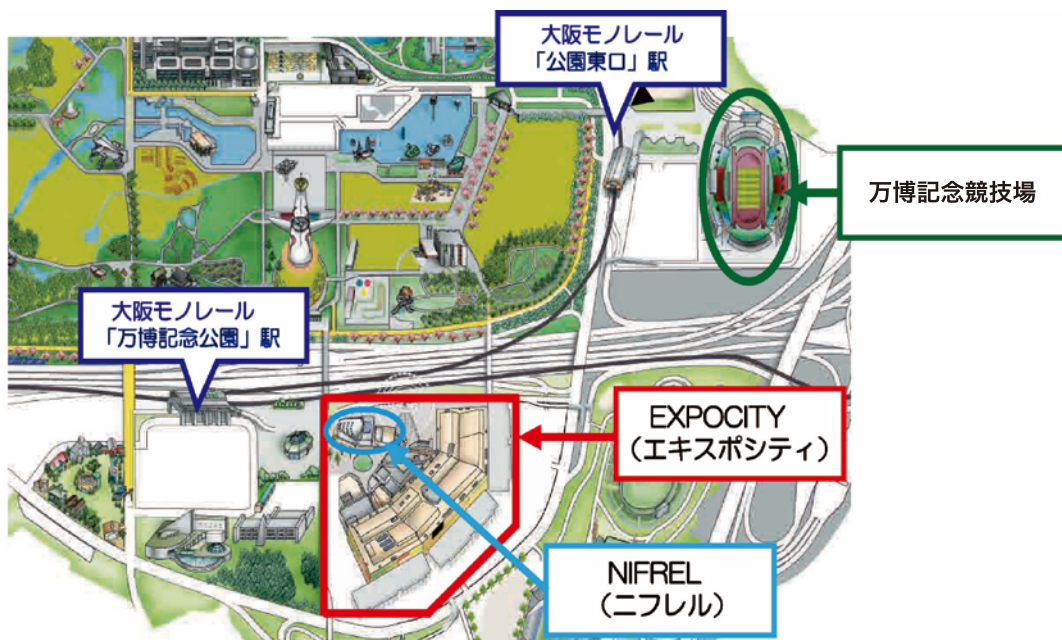 大阪モノレール
「公園東口」駅
万博記念競技場
大阪モノレール
「万博記念公園」駅
EXPOCITY
（エキスポシティ）
NIFREL
（ニフレル）